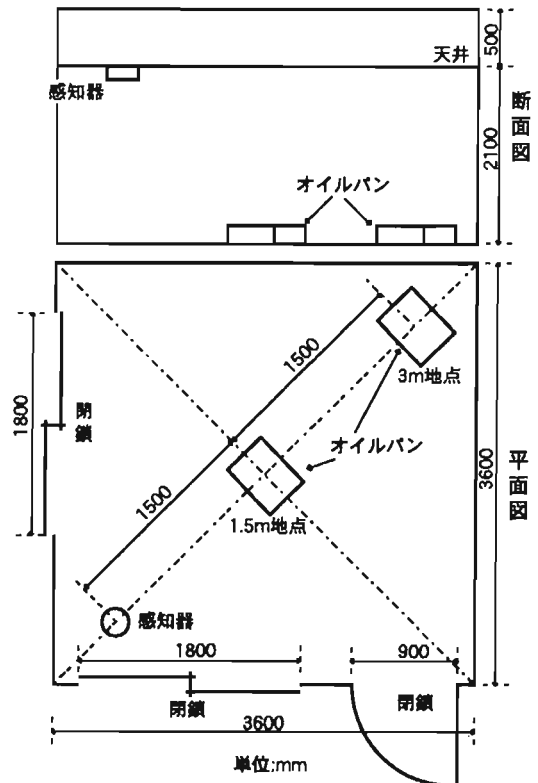 天井
500
感知器
断面図
2100
オイルパン
1500
3m地点
1800
閉鎖
オイルパン
平面図
3600
1500
1.5m地点
感知器
1800
900
閉鎖
閉鎖
3600
単位;mm